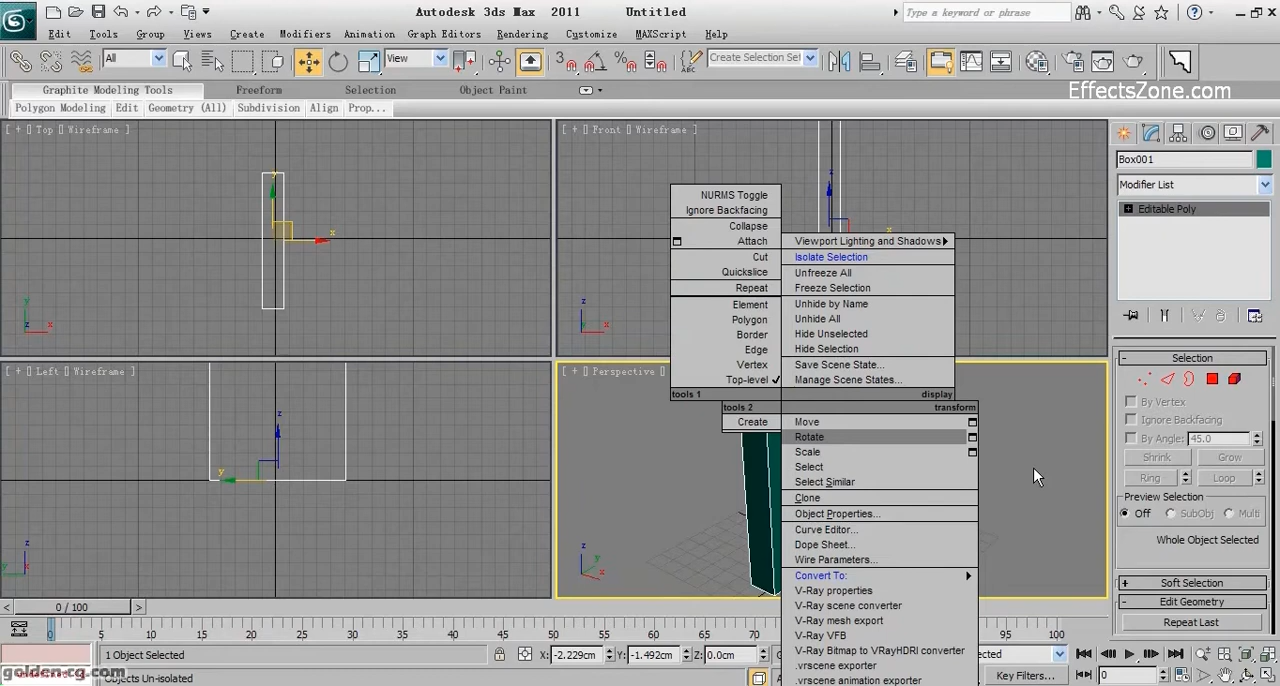 Autodesk 3ds Max 2011 Untitled
Type a keyword or phrase
Edit Tools Group Views Create Modifiers Animation Graph Editors Rendering Customize MAXScript Help
All
View
3
ABC
Create Selection Set
Graphite Modeling Tools Freeform Selection Object Paint
EffectsZone.com
Polygon Modeling Edit Geometry (All) Subdivision Align Prop...
[ + [] Top [] Wireframe ]
[ + [] Front [] Wireframe ]
Box001
Modifier List
Editable Poly
NURMS Toggle
Ignore Backfacing
Collapse
Attach
Cut
Quickslice
Repeat
Element
Polygon
Border
Edge
Vertex
Top-level
tools 1
Viewport Lighting and Shadows
Isolate Selection
Unfreeze All
Freeze Selection
Unhide by Name
Unhide All
Hide Unselected
Hide Selection
Save Scene State...
Manage Scene States...
display
tools 2
Create
transform
Move
Rotate
Scale
Select
Select Similar
Clone
Object Properties...
Curve Editor...
Dope Sheet...
Wire Parameters...
Convert To:
V-Ray properties
V-Ray scene converter
V-Ray mesh export
V-Ray VFB
V-Ray Bitmap to VRayHDRI converter
.vrscene exporter
.vrscene animation exporter
[ + [] Left [] Wireframe ]
[ + [] Perspective []
Selection
By Vertex
Ignore Backfacing
By Angle: 45.0
Shrink Grow
Ring Loop
Preview Selection
Off SubObj Multi
Whole Object Selected
Soft Selection
Edit Geometry
Repeat Last
0 / 100
0 5 10 15 20 25 30 35 40 45 50 55 60 65 70 95 100
1 Object Selected X: -2.229cm Y: -1.492cm Z: 0.0cm
Objects Un-isolated
golden-cg.com
Key Filters...
0